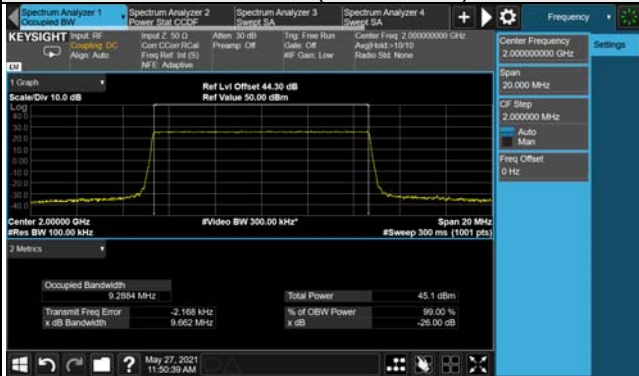 Spectrum Analyzer 1
Occupied BW
Spectrum Analyzer 2
Power Stat CCDF
Spectrum Analyzer 3
Swept SA
Spectrum Analyzer 4
Swept SA
Frequency
KEYSIGHT
Input: RF
Coupling: DC
Align: Auto
Input Z: 50 Ω
Corr CCorr RCal
Freq Ref: Int (S)
NFE: Adaptive
Atten: 30 dB
Preamp: Off
Trig: Free Run
Gate: Off
#IF Gain: Low
Center Freq: 2.000000000 GHz
Avg|Hold:>10/10
Radio Std: None
Center Frequency
2.000000000 GHz
Settings
Span
20.000 MHz
CF Step
2.000000 MHz
Auto
Man
Freq Offset
0 Hz
1 Graph
Scale/Div 10.0 dB
Ref Lvl Offset 44.30 dB
Ref Value 50.00 dBm
Log
40.0
30.0
20.0
10.0
0.00
-10.0
-20.0
-30.0
-40.0
Center 2.00000 GHz
#Video BW 300.00 kHz*
Span 20 MHz
#Res BW 100.00 kHz
#Sweep 300 ms (1001 pts)
2 Metrics
Occupied Bandwidth
9.2884 MHz
Total Power
45.1 dBm
Transmit Freq Error
-2.168 kHz
% of OBW Power
99.00 %
x dB Bandwidth
9.662 MHz
x dB
-26.00 dB
?
May 27, 2021
11:50:39 AM